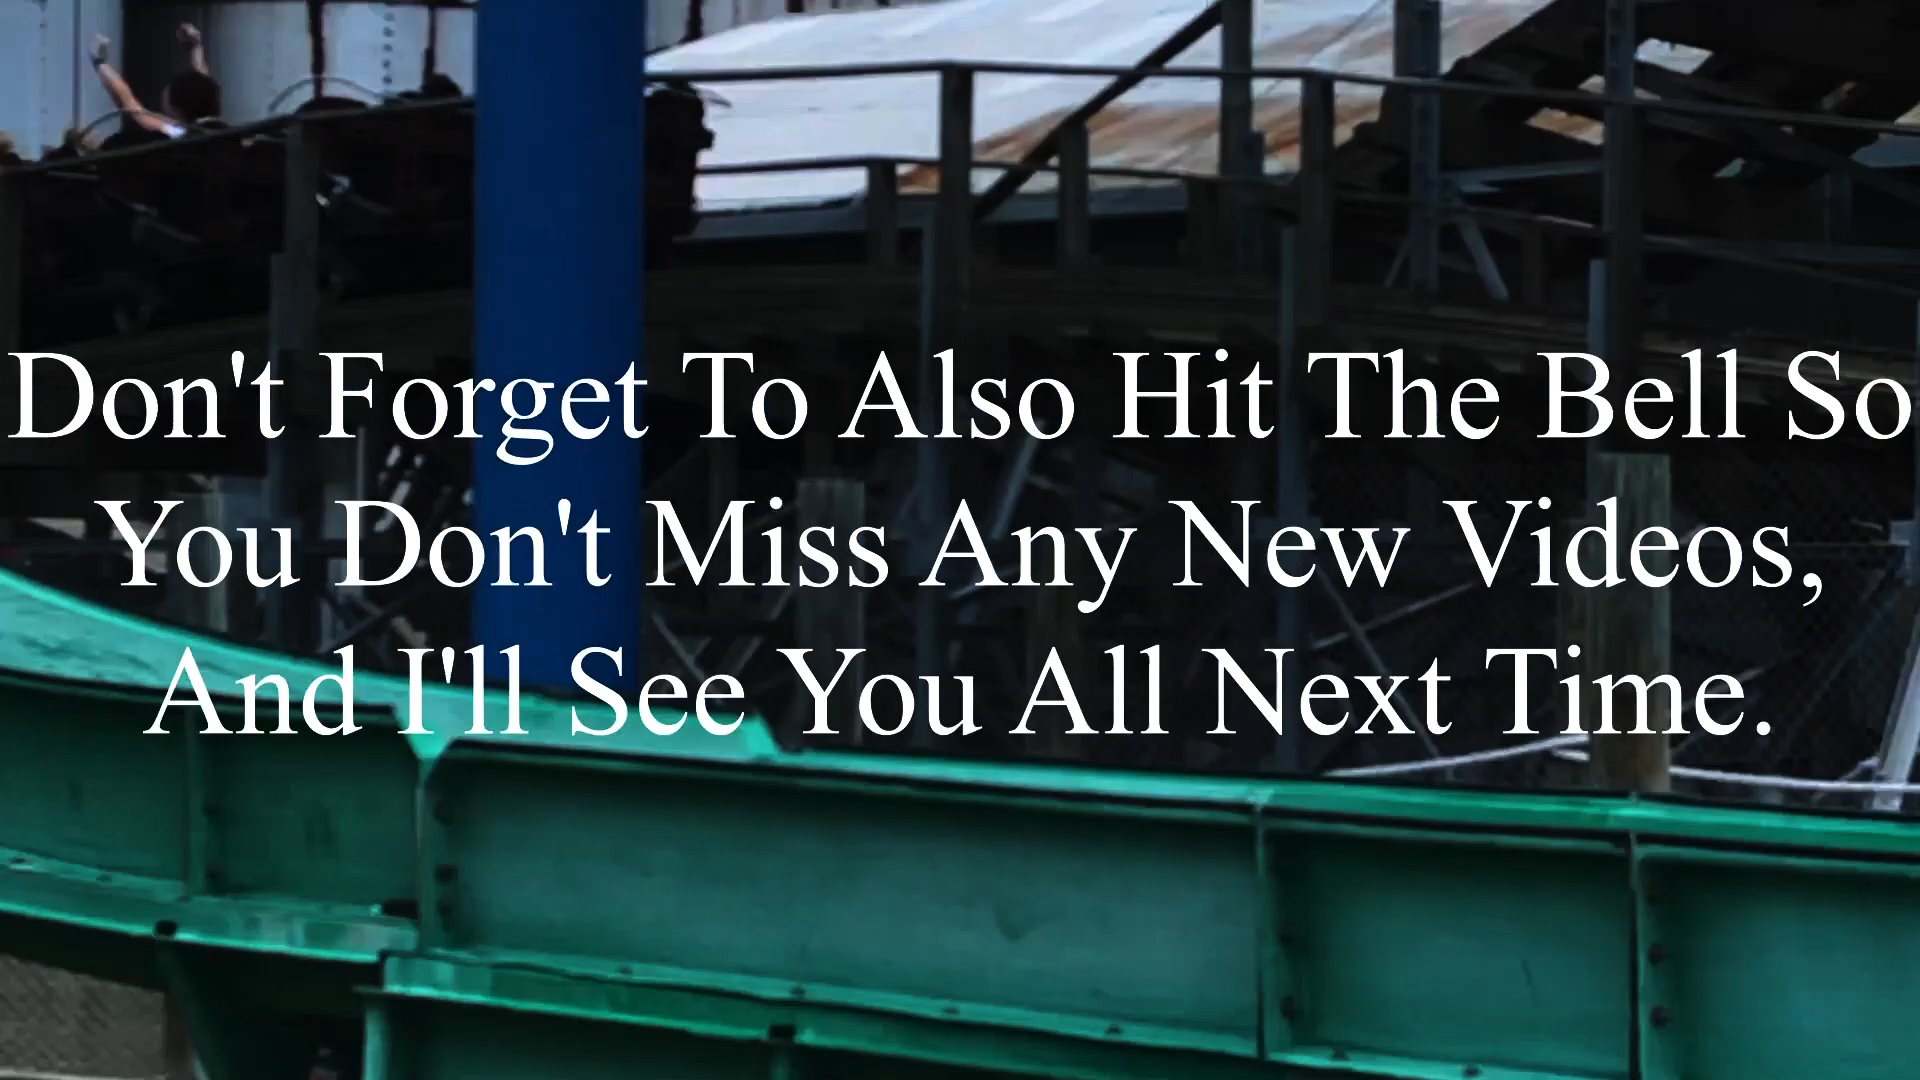 Don't Forget To Also Hit The Bell So
You Don't Miss Any New Videos,
And I'll See You All Next Time.